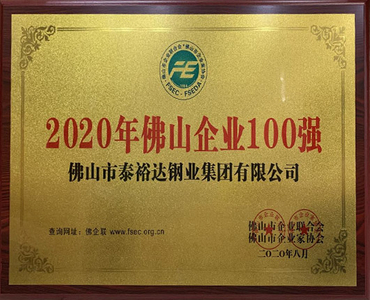 FE
FSEC - FSEDA
2020年佛山企业100强
佛山市泰裕达钢业集团有限公司
查询网址：佛企联 www.fsec.org.cn
佛山市企业联合会
佛山市企业家协会
二〇二〇年八月